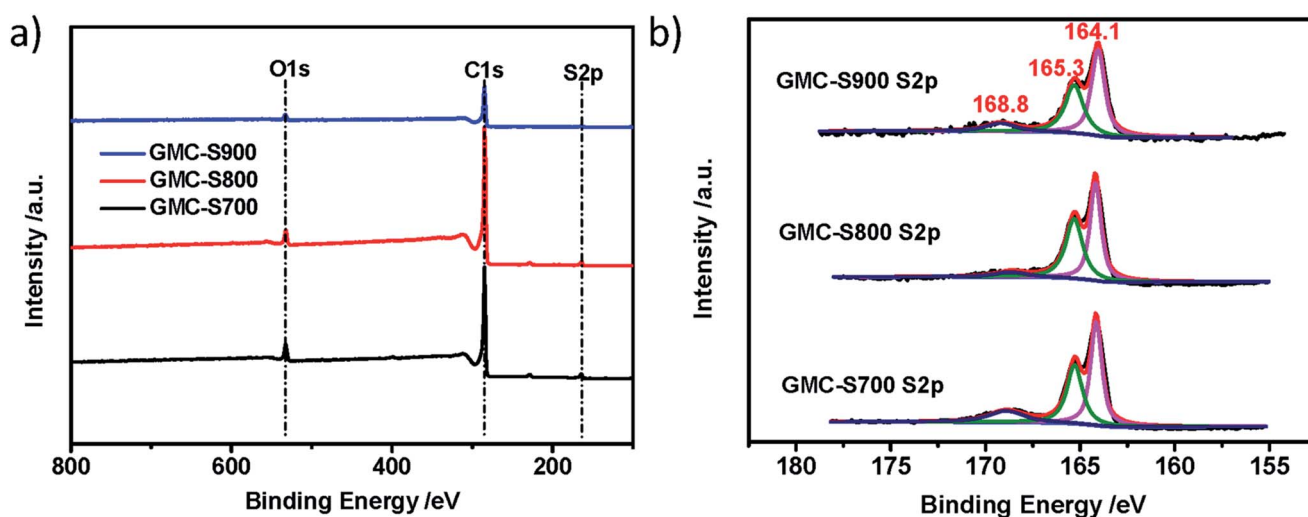 a)
O1s
C1s
S2p
GMC-S900
GMC-S800
GMC-S700
Intensity /a.u.
800
600
400
200
Binding Energy /eV
b)
164.1
165.3
168.8
GMC-S900 S2p
GMC-S800 S2p
GMC-S700 S2p
Intensity /a.u.
180
175
170
165
160
155
Binding Energy /eV